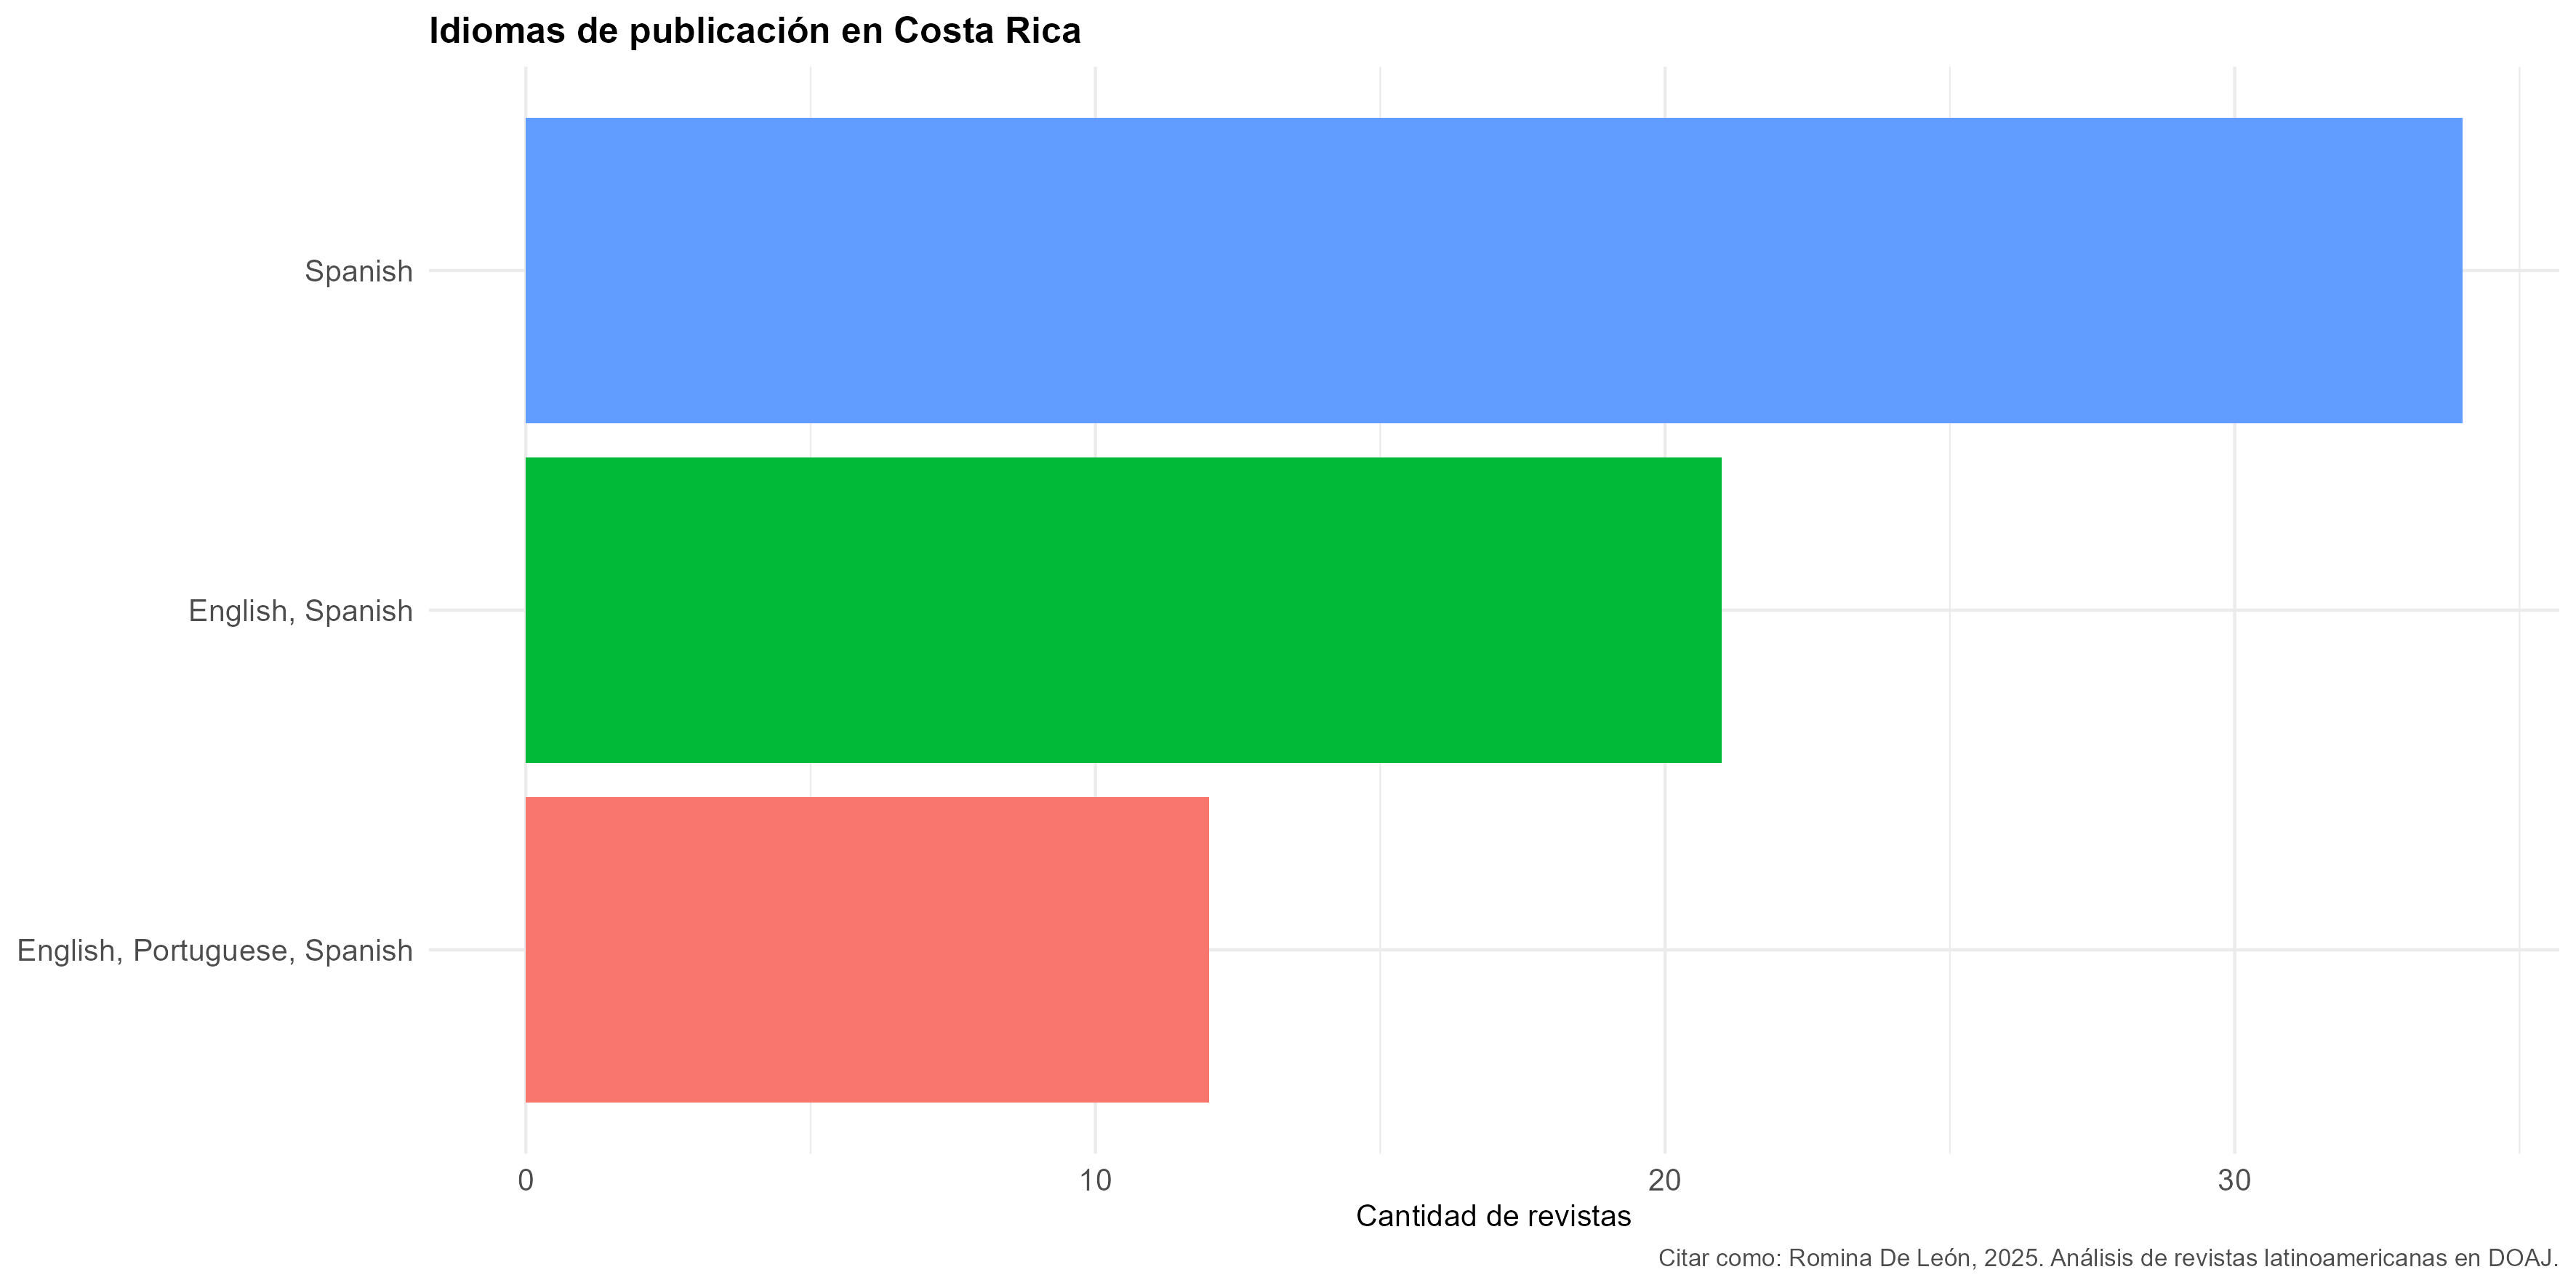 Idiomas de publicación en Costa Rica
Spanish
English, Spanish
English, Portuguese, Spanish
0 10 20 30
Cantidad de revistas
Citar como: Romina De León, 2025. Análisis de revistas latinoamericanas en DOAJ.